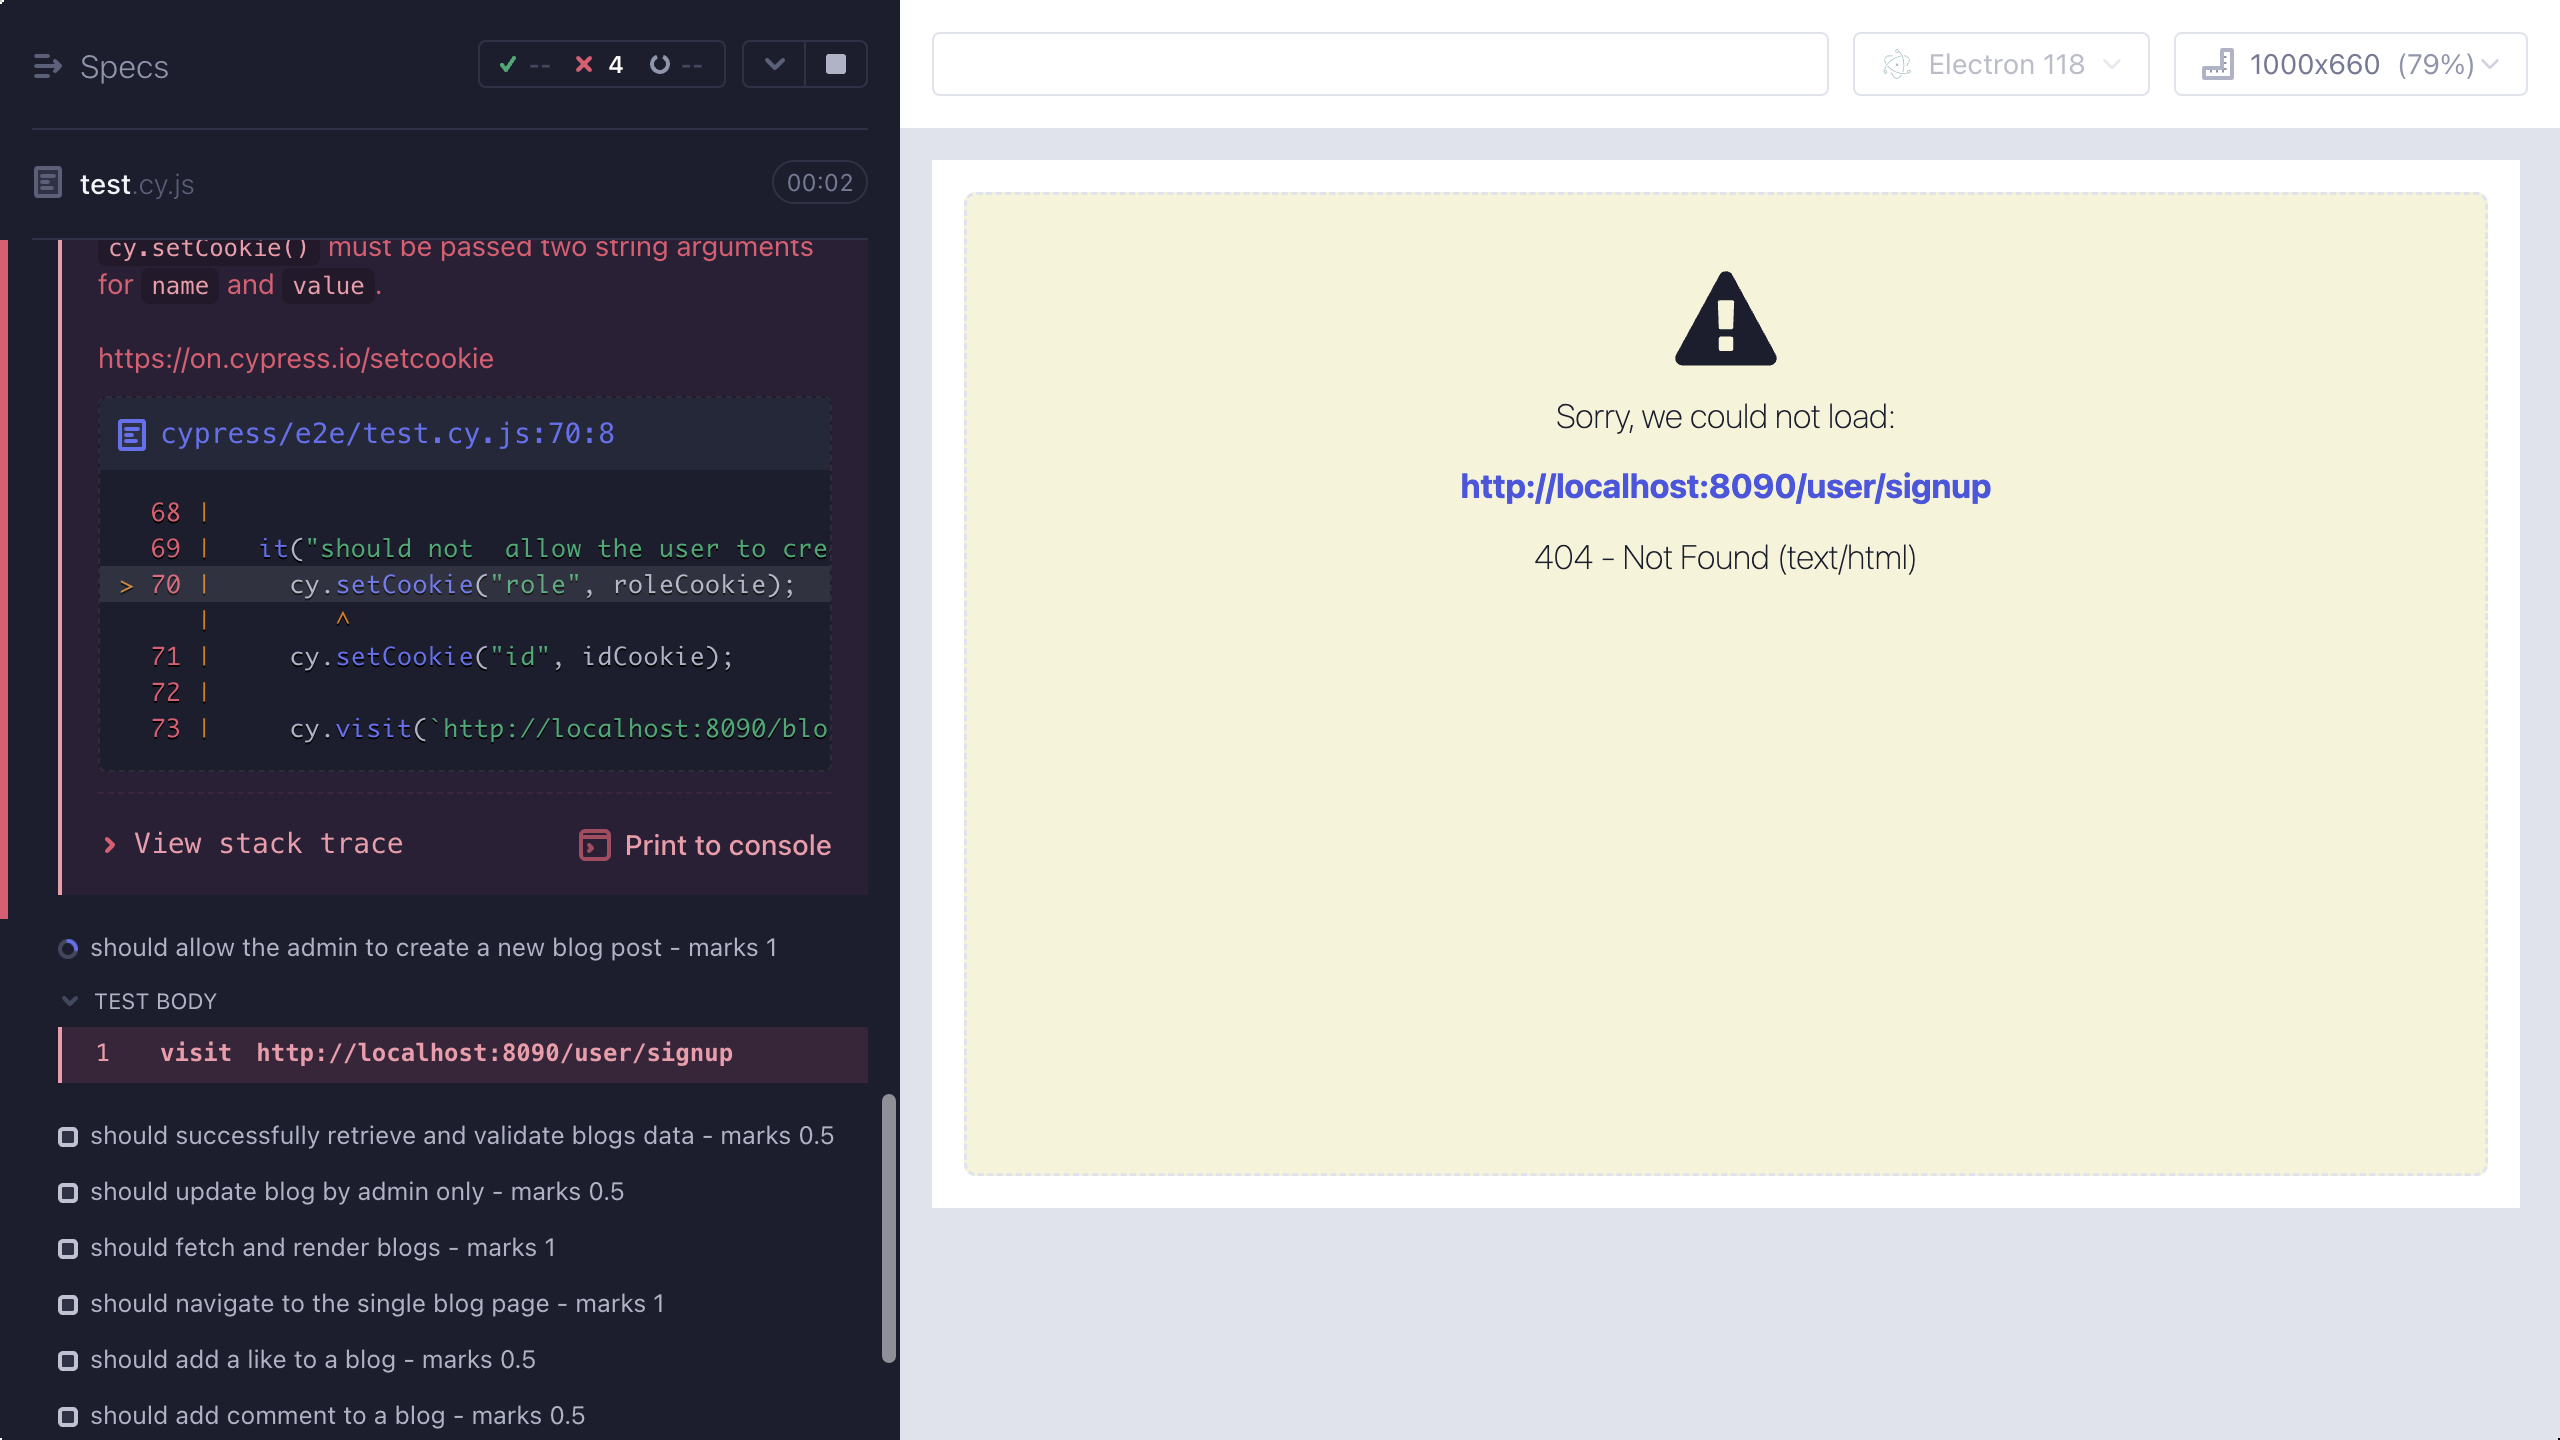 Specs
-- 4 --
test.cy.js
00:02
cy.setCookie() must be passed two string arguments
for name and value.
https://on.cypress.io/setcookie
cypress/e2e/test.cy.js:70:8
68 |
69 | it("should not  allow the user to cre
> 70 | cy.setCookie("role", roleCookie);
| ^
71 | cy.setCookie("id", idCookie);
72 |
73 | cy.visit(`http://localhost:8090/blo
View stack trace
Print to console
should allow the admin to create a new blog post - marks 1
TEST BODY
1 visit http://localhost:8090/user/signup
should successfully retrieve and validate blogs data - marks 0.5
should update blog by admin only - marks 0.5
should fetch and render blogs - marks 1
should navigate to the single blog page - marks 1
should add a like to a blog - marks 0.5
should add comment to a blog - marks 0.5
Electron 118
1000x660 (79%)
Sorry, we could not load:
http://localhost:8090/user/signup
404 - Not Found (text/html)